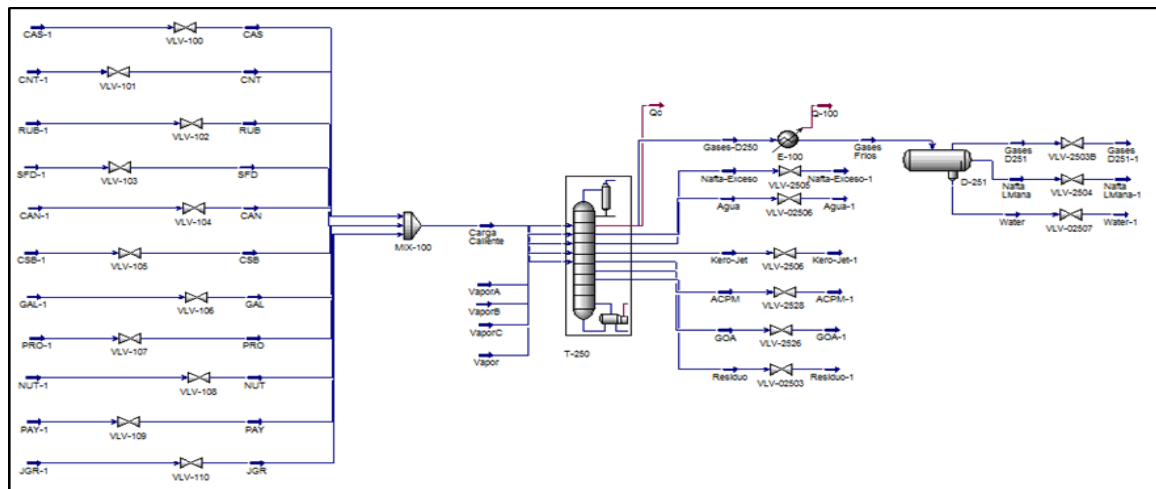 CAS-1 VLV-100 CAS
CNT-1 VLV-101 CNT
RUB-1 VLV-102 RUB
SFD-1 VLV-103 SFD
CAN-1 VLV-104 CAN
CSB-1 VLV-105 CSB
GAL-1 VLV-106 GAL
PRO-1 VLV-107 PRO
NUT-1 VLV-108 NUT
PAY-1 VLV-109 PAY
JGR-1 VLV-110 JGR
MIX-100
Carga
Caliente
VaporA
VaporB
VaporC
Vapor
T-250
Qc
Q-100
Gases-D250
E-100
Gases
Frios
Nafta-Exceso VLV-2505 Nafta-Exceso-1
Agua VLV-02506 Agua-1
Kero-Jet VLV-2506 Kero-Jet-1
ACPM VLV-2528 ACPM-1
GOA VLV-2526 GOA-1
Residuo VLV-02503 Residuo-1
D-251
Gases
D251
VLV-2503B
Gases
D251-1
Nafta
LMana
VLV-2504
Nafta
LMana-1
Water VLV-02507 Water-1